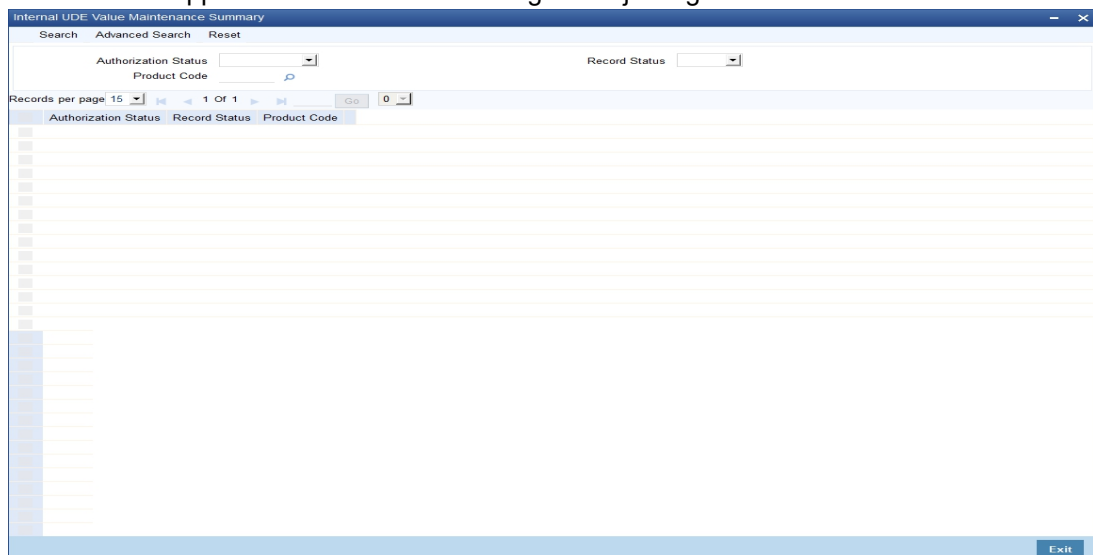 Internal UDE Value Maintenance Summary
Search Advanced Search Reset
Authorization Status Record Status
Product Code
Records per page 15 1 Of 1 Go 0
Authorization Status Record Status Product Code
Exit